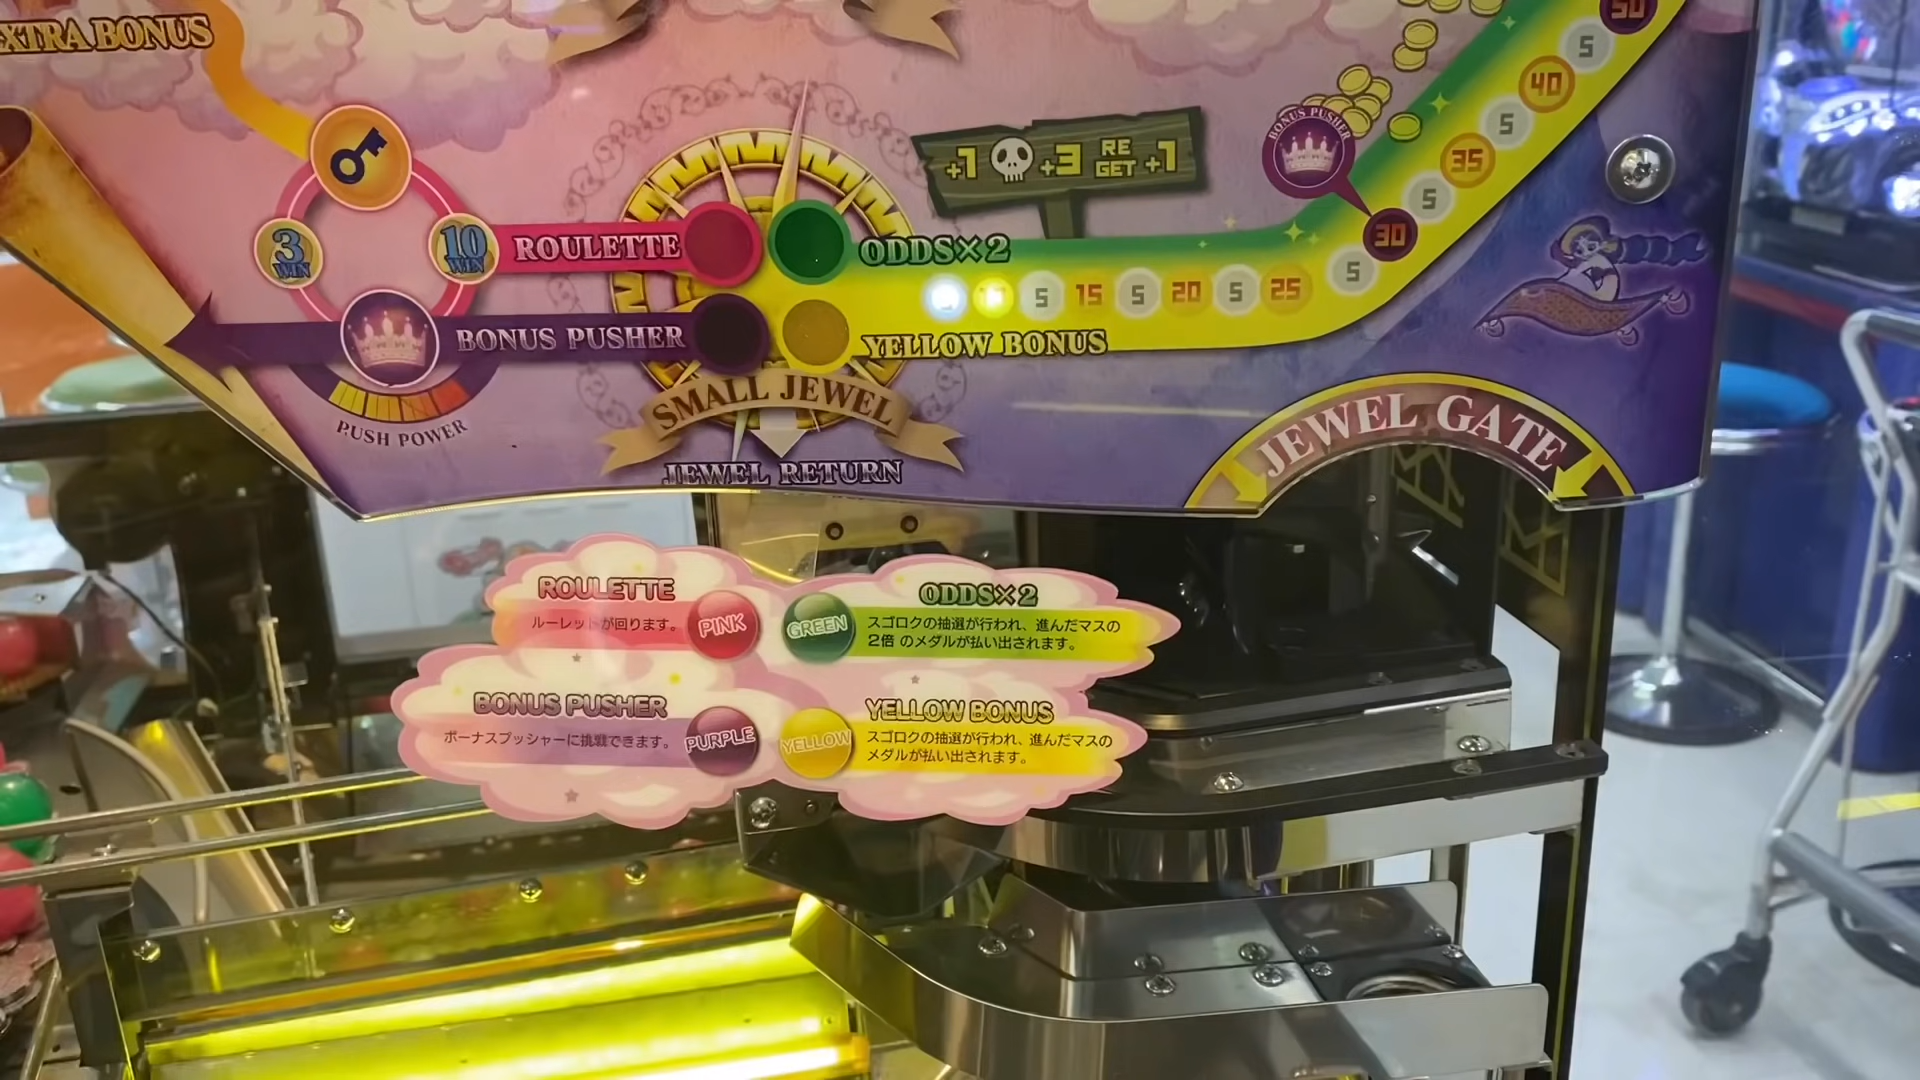 EXTRA BONUS
50
5
40
5
35
5
30
BONUS PUSHER
+1 +3 RE GET +1
3 WIN
10 WIN
ROULETTE
ODDS×2
5 15 5 20 5 25 5
BONUS PUSHER
YELLOW BONUS
PUSH POWER
SMALL JEWEL
JEWEL RETURN
JEWEL GATE
ROULETTE
ルーレットが回ります。
PINK
ODDS×2
GREEN
スゴロクの抽選が行われ、進んだマスの
2倍 のメダルが払い出されます。
BONUS PUSHER
ボーナスプッシャーに挑戦できます。
PURPLE
YELLOW BONUS
YELLOW
スゴロクの抽選が行われ、進んだマスの
メダルが払い出されます。